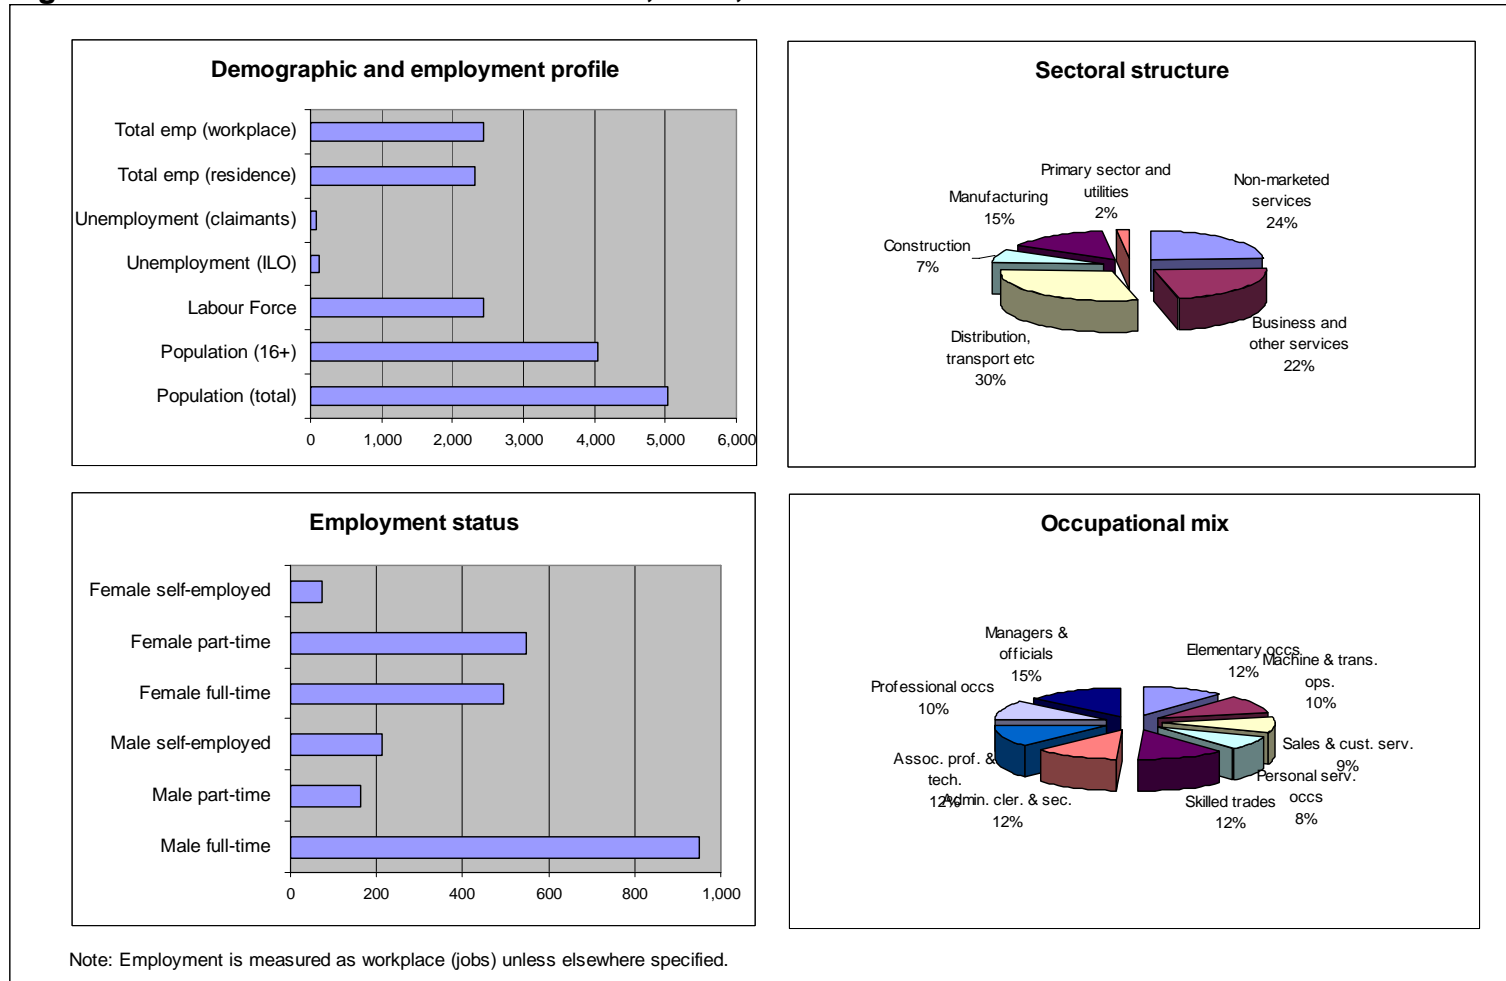 Demographic and employment profile
Total emp (workplace)
Total emp (residence)
Unemployment (claimants)
Unemployment (ILO)
Labour Force
Population (16+)
Population (total)
0 1,000 2,000 3,000 4,000 5,000 6,000
Sectoral structure
Primary sector and
utilities
2%
Non-marketed
services
24%
Manufacturing
15%
Construction
7%
Distribution,
transport etc
30%
Business and
other services
22%
Employment status
Female self-employed
Female part-time
Female full-time
Male self-employed
Male part-time
Male full-time
0 200 400 600 800 1,000
Occupational mix
Managers &
officials
15%
Elementary occs
12%
Machine & trans.
ops.
10%
Professional occs
10%
Sales & cust. serv.
9%
Assoc. prof. &
tech.
12%
Personal serv.
occs
8%
Admin. cler. & sec.
12%
Skilled trades
12%
Note: Employment is measured as workplace (jobs) unless elsewhere specified.